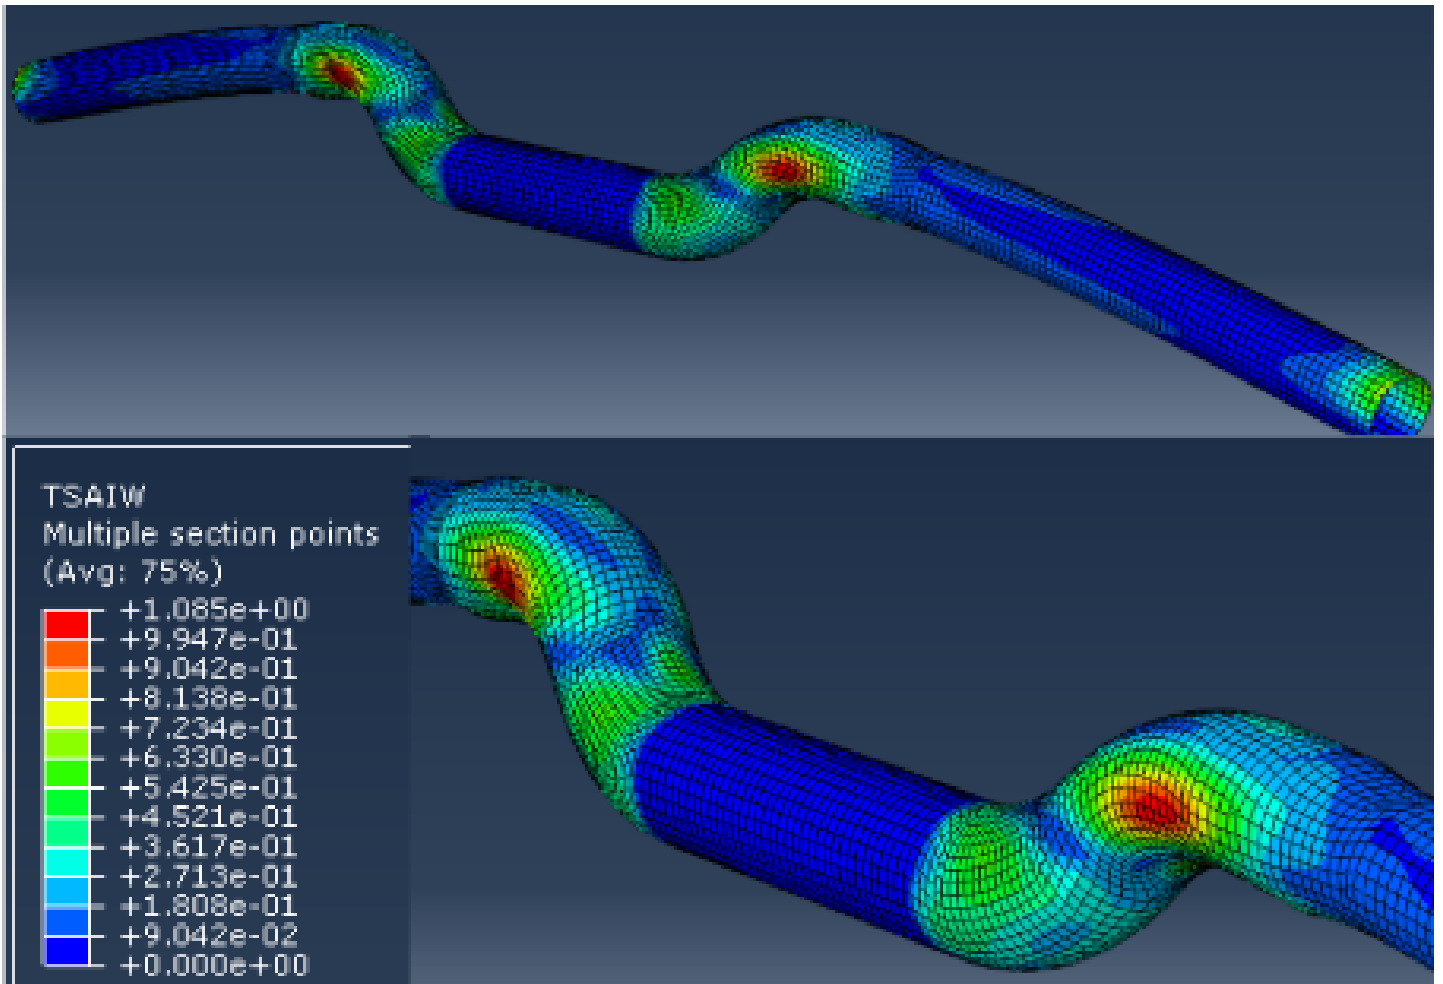 TSAIW
Multiple section points
(Avg: 75%)
+1.085e+00
+9.947e-01
+9.042e-01
+8.138e-01
+7.234e-01
+6.330e-01
+5.425e-01
+4.521e-01
+3.617e-01
+2.713e-01
+1.808e-01
+9.042e-02
+0.000e+00